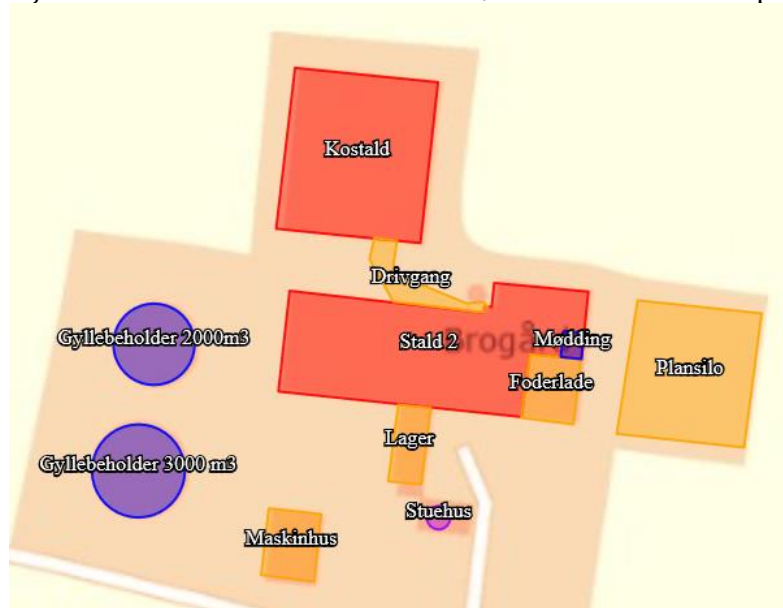 Kostald
Drivgang
Gyllebeholder 2000m3
Stald 2
Mødding
Foderlade
Plansilo
Lager
Gyllebeholder 3000 m3
Stuehus
Maskinhus